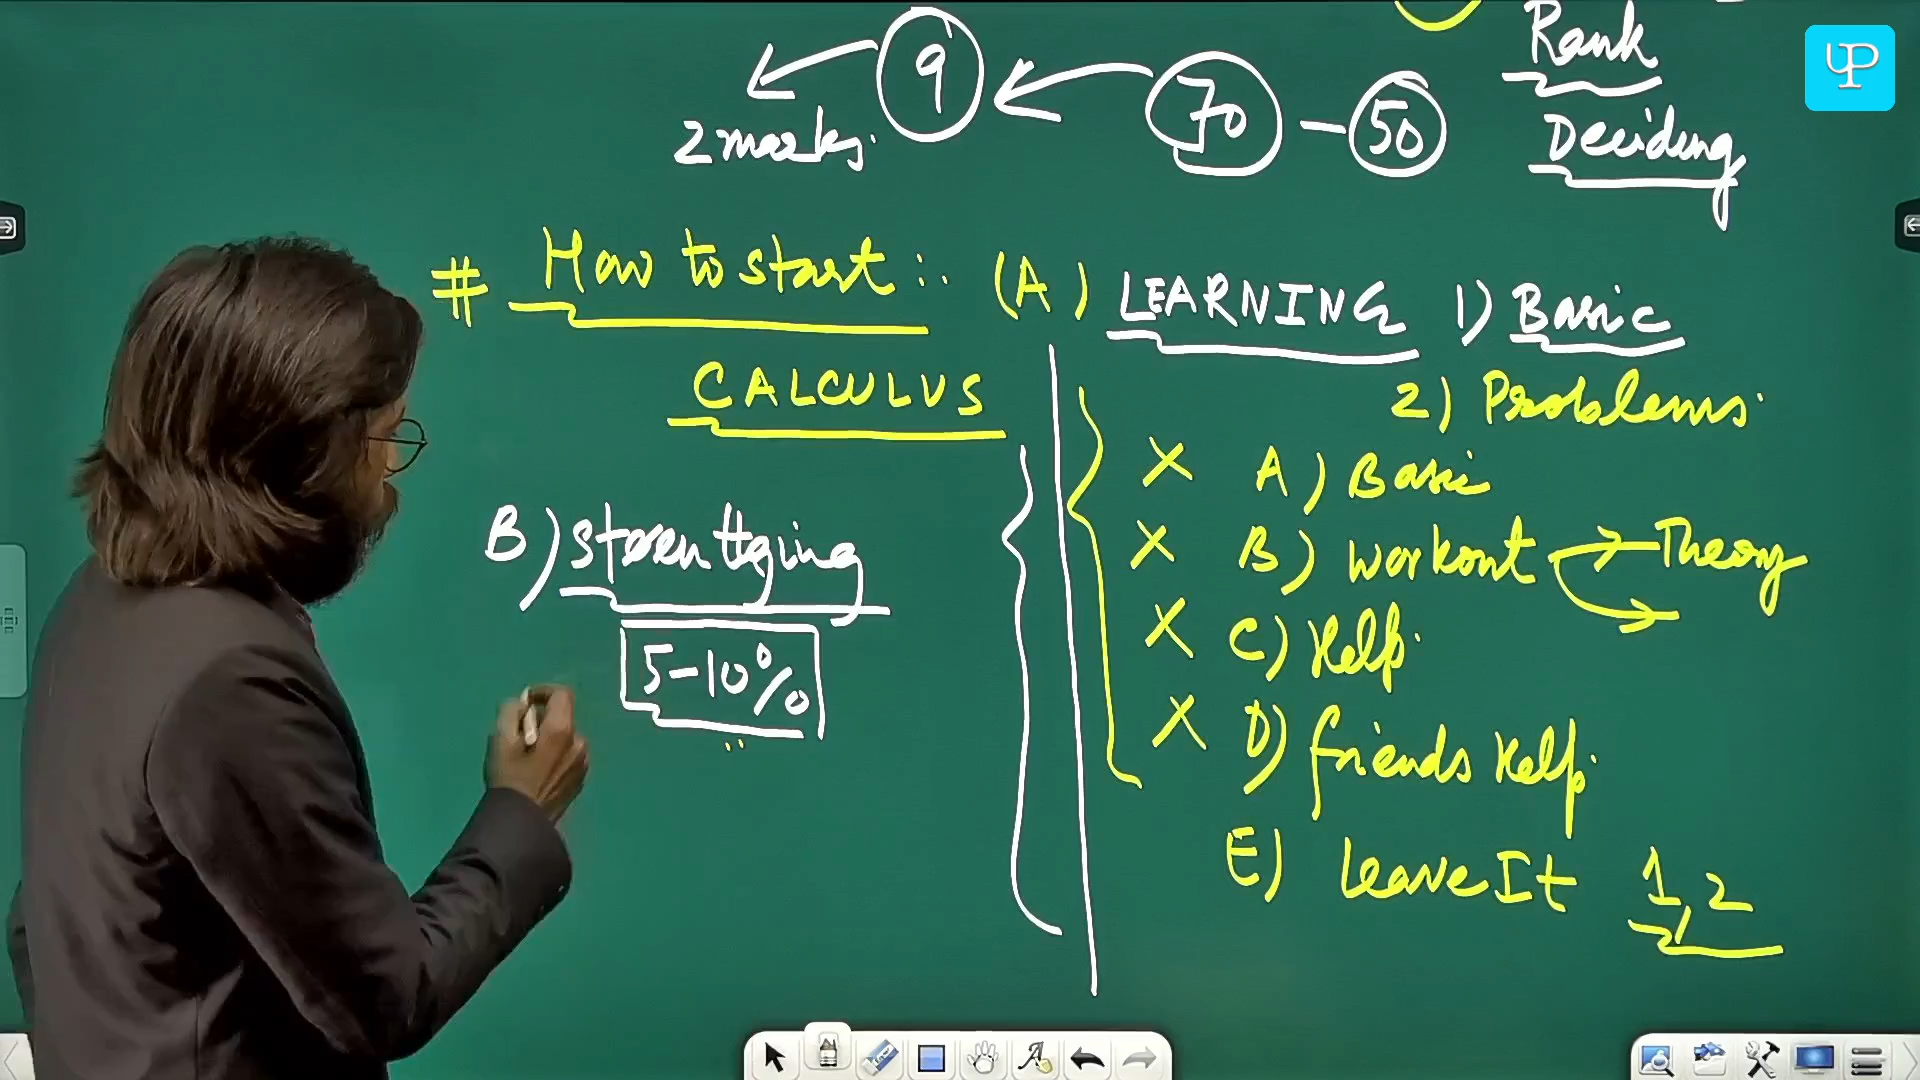 Rank
Deciding
2 marks. 9 70 - 50
UP
# How to start :. (A) LEARNING 1) Basic
CALCULUS
2) Problems.
X A) Basic
X B) workout Theory
X C) Help.
X D) friends help.
E) leave It 1, 2
B)
5-10%